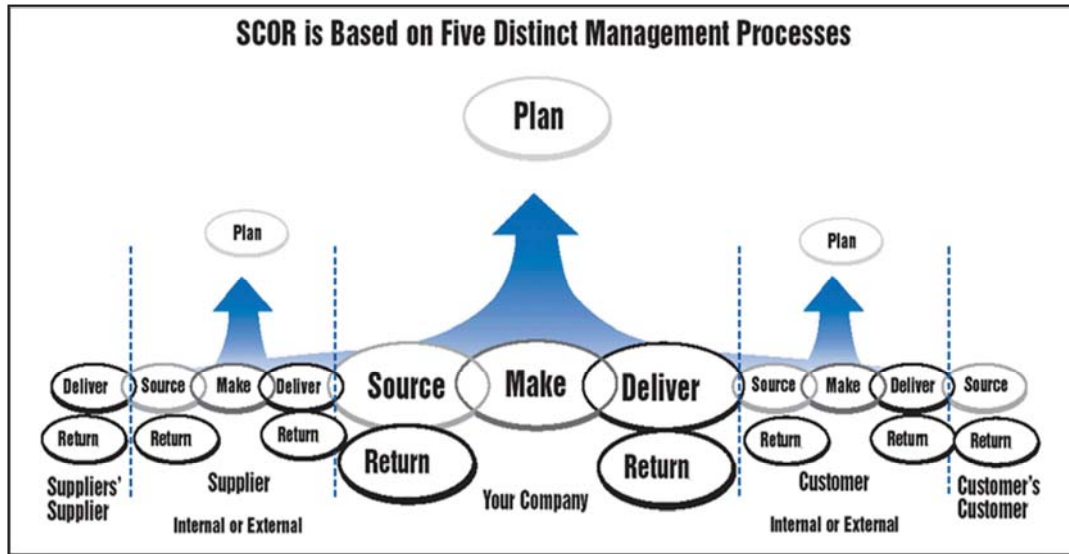 SCOR is Based on Five Distinct Management Processes
Plan
Plan
Plan
Deliver
Source
Make
Deliver
Source
Make
Deliver
Source
Make
Deliver
Source
Return
Return
Return
Return
Return
Return
Return
Return
Suppliers'
Supplier
Supplier
Internal or External
Your Company
Customer
Internal or External
Customer's
Customer